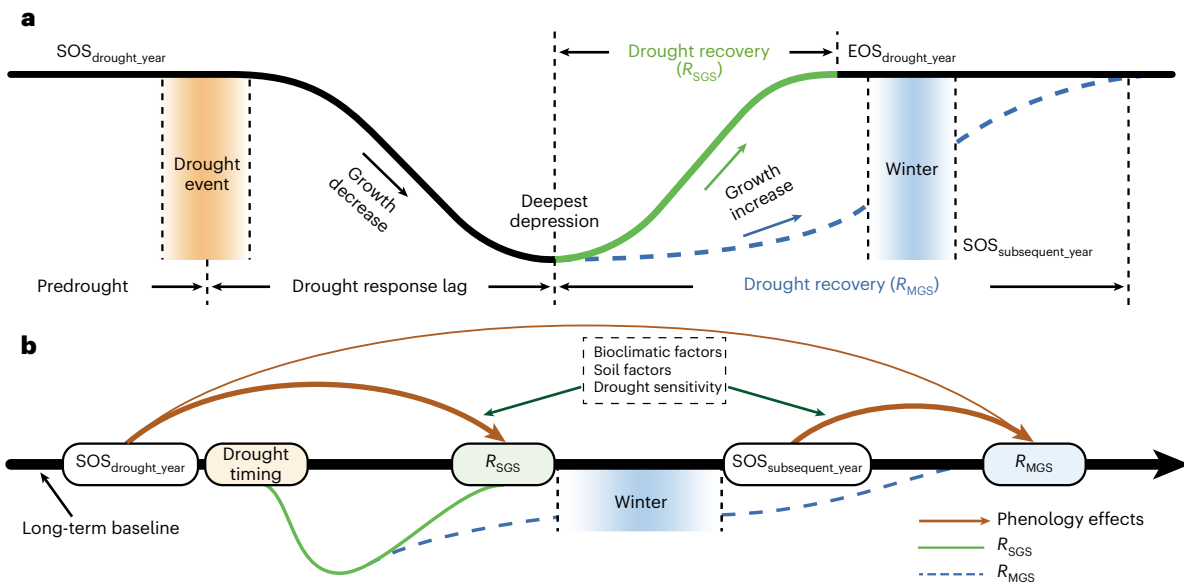 a
SOSdrought_year
Drought recovery
(RSGS)
EOSdrought_year
Drought
event
Growth
decrease
Deepest
depression
Growth
increase
Winter
SOSsubsequent_year
Predrought
Drought response lag
Drought recovery (RMGS)
b
Bioclimatic factors
Soil factors
Drought sensitivity
SOSdrought_year
Drought
timing
RSGS
SOSsubsequent_year
RMGS
Winter
Long-term baseline
Phenology effects
RSGS
RMGS